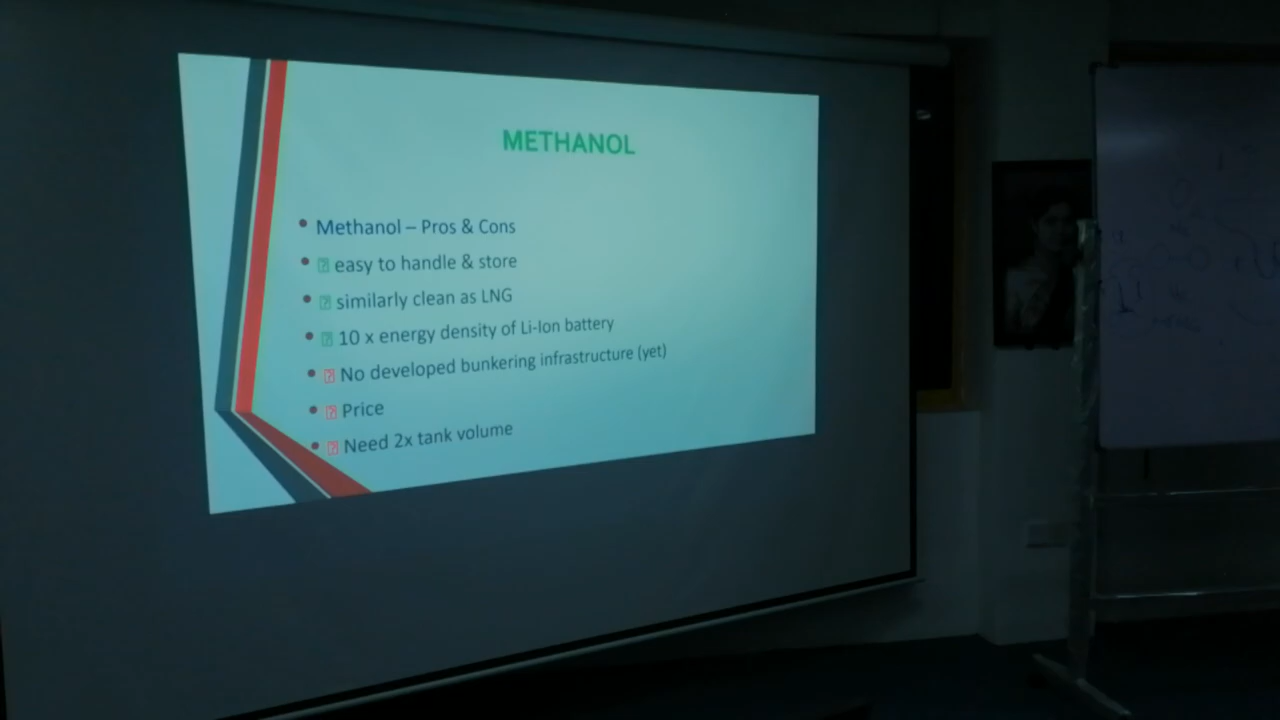 METHANOL
• Methanol – Pros & Cons
• easy to handle & store
• similarly clean as LNG
• 10 x energy density of Li-Ion battery
• No developed bunkering infrastructure (yet)
• Price
• Need 2x tank volume